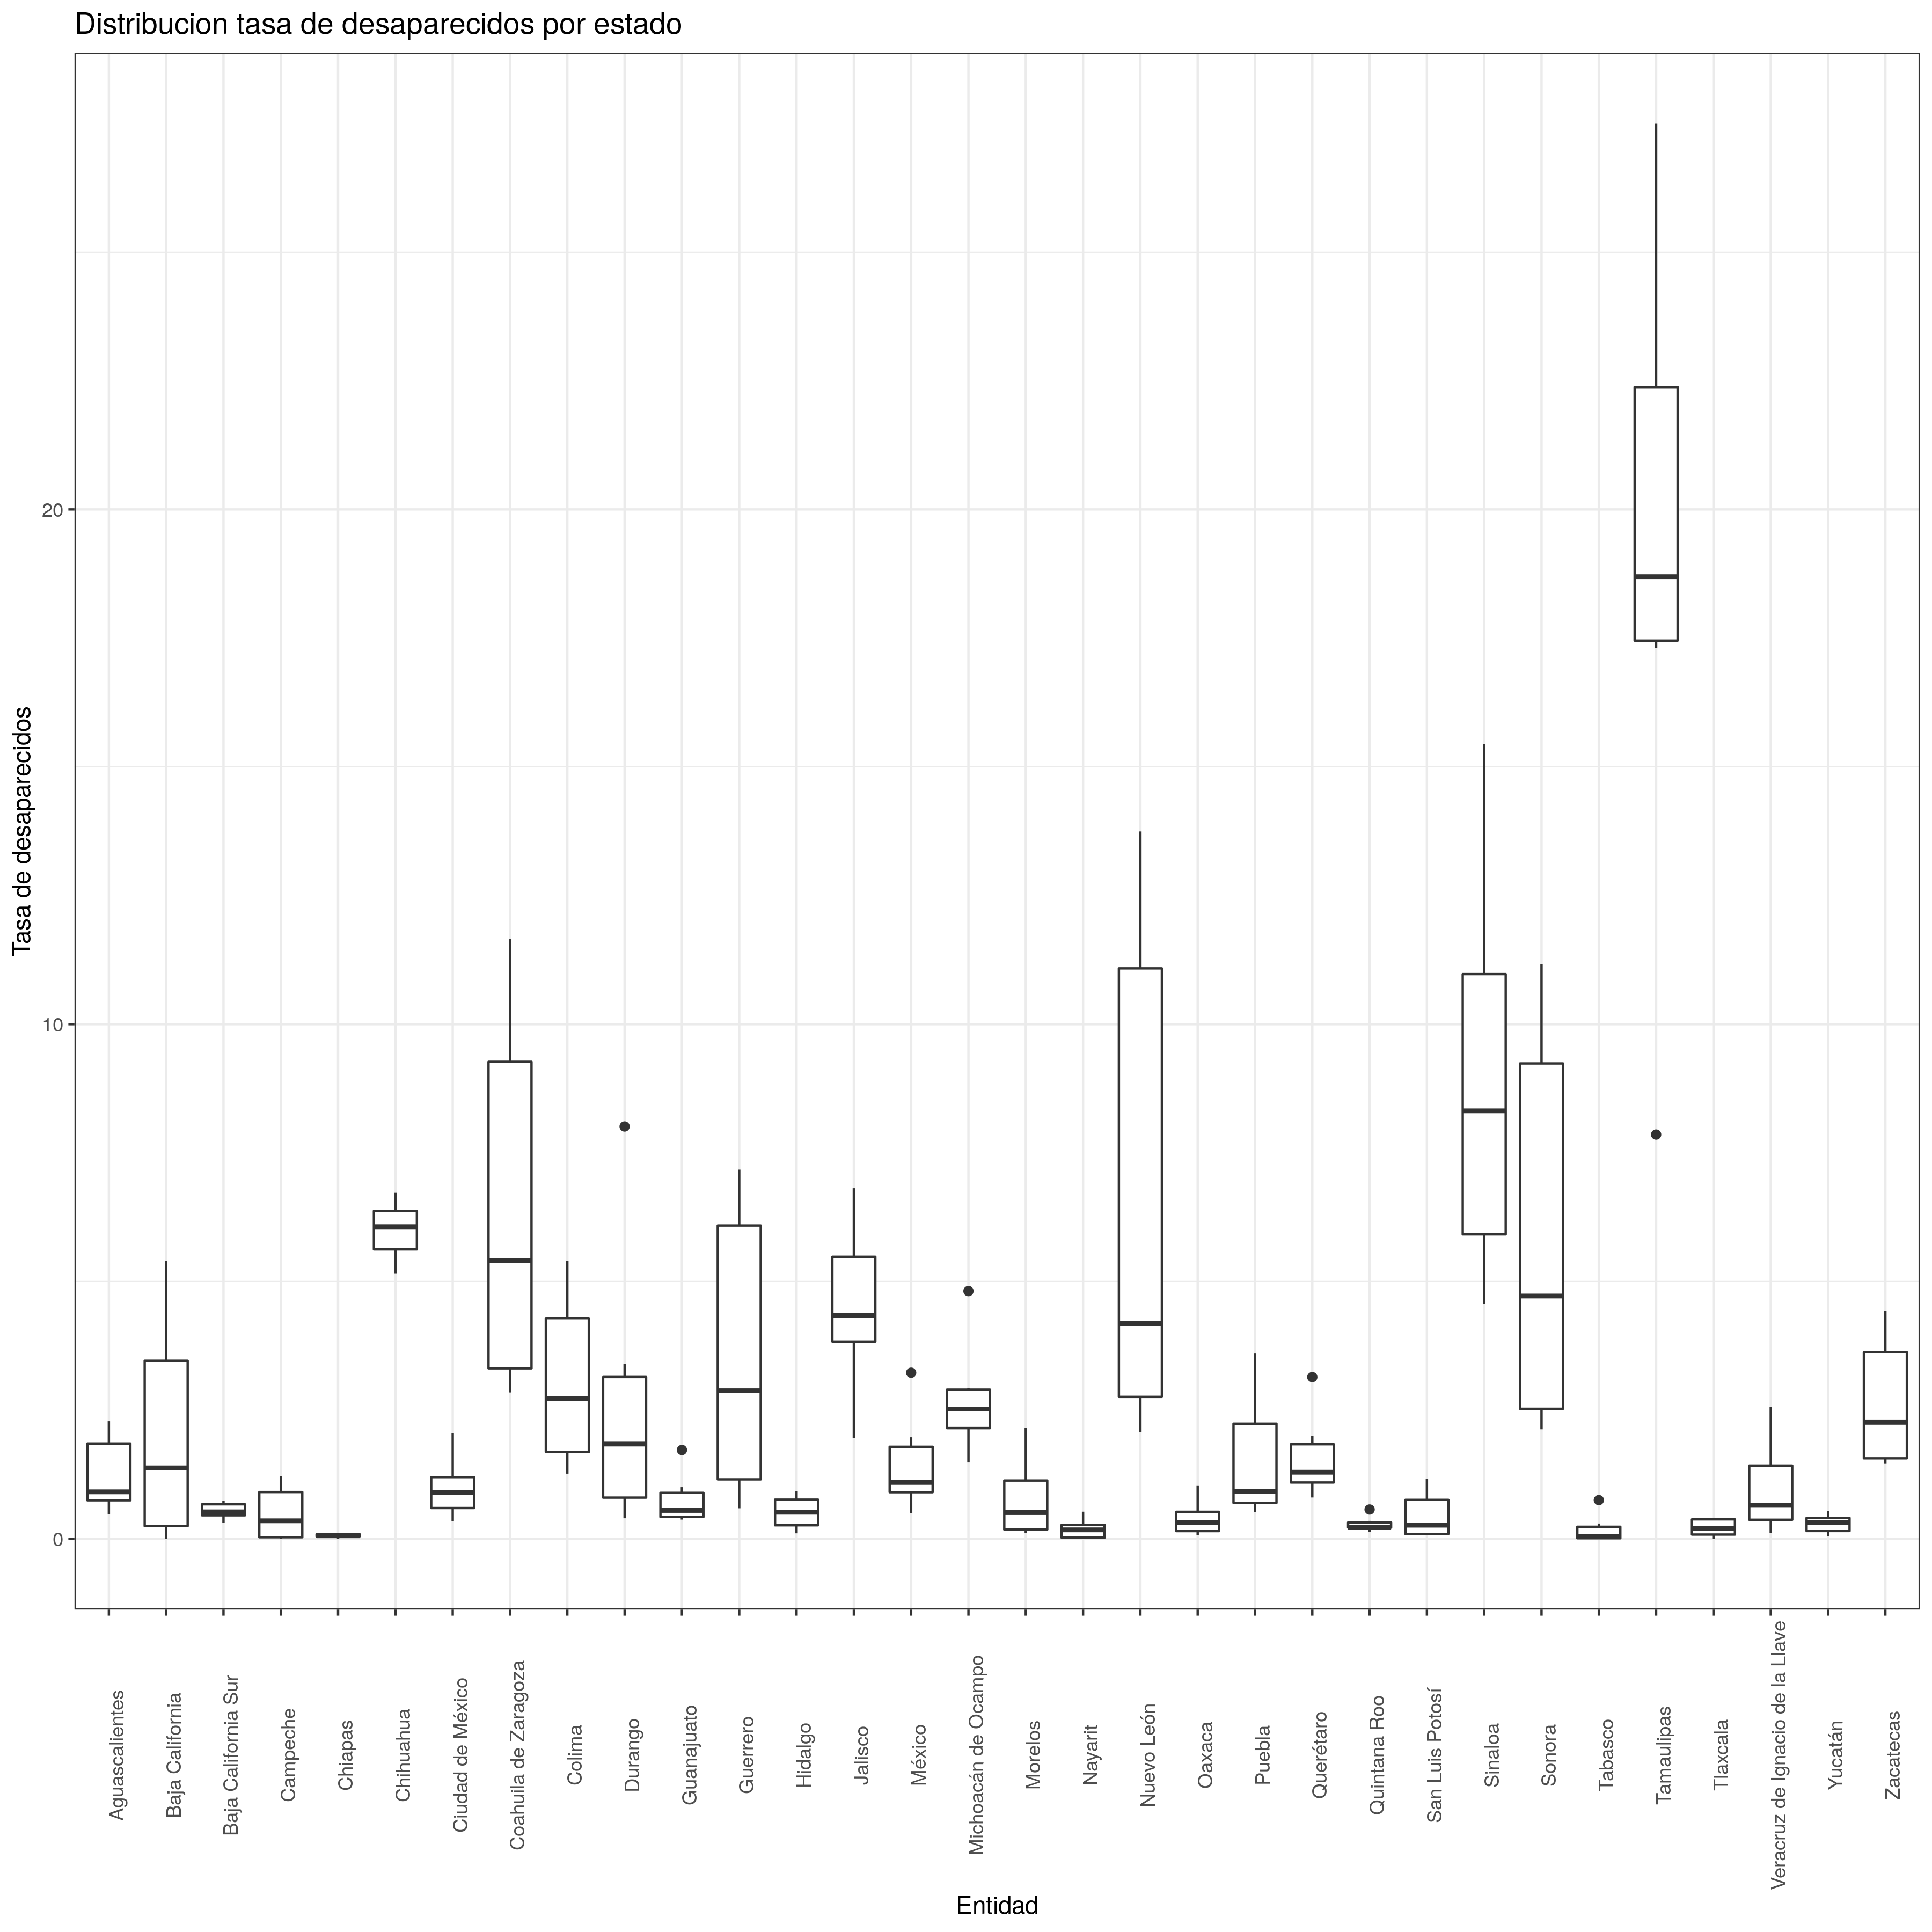 Distribucion tasa de desaparecidos por estado
Tasa de desaparecidos
20
10
0
Aguascalientes
Baja California
Baja California Sur
Campeche
Chiapas
Chihuahua
Ciudad de México
Coahuila de Zaragoza
Colima
Durango
Guanajuato
Guerrero
Hidalgo
Jalisco
México
Michoacán de Ocampo
Morelos
Nayarit
Nuevo León
Oaxaca
Puebla
Querétaro
Quintana Roo
San Luis Potosí
Sinaloa
Sonora
Tabasco
Tamaulipas
Tlaxcala
Veracruz de Ignacio de la Llave
Yucatán
Zacatecas
Entidad